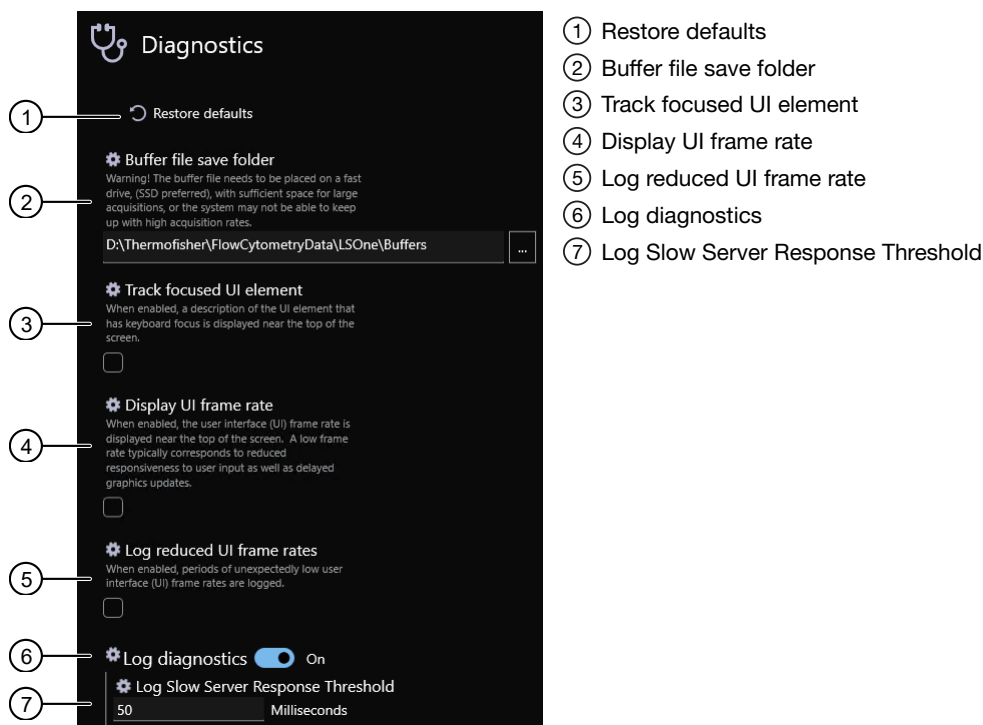 Diagnostics
1
Restore defaults
Buffer file save folder
Warning! The buffer file needs to be placed on a fast
drive, (SSD preferred), with sufficient space for large
acquisitions, or the system may not be able to keep
up with high acquisition rates.
2
D:\Thermofisher\FlowCytometryData\LSOne\Buffers
...
Track focused UI element
When enabled, a description of the UI element that
has keyboard focus is displayed near the top of the
screen.
3
Display UI frame rate
When enabled, the user interface (UI) frame rate is
displayed near the top of the screen. A low frame
rate typically corresponds to reduced
responsiveness to user input as well as delayed
graphics updates.
4
Log reduced UI frame rates
When enabled, periods of unexpectedly low user
interface (UI) frame rates are logged.
5
6
Log diagnostics On
Log Slow Server Response Threshold
7
50 Milliseconds
1 Restore defaults
2 Buffer file save folder
3 Track focused UI element
4 Display UI frame rate
5 Log reduced UI frame rate
6 Log diagnostics
7 Log Slow Server Response Threshold